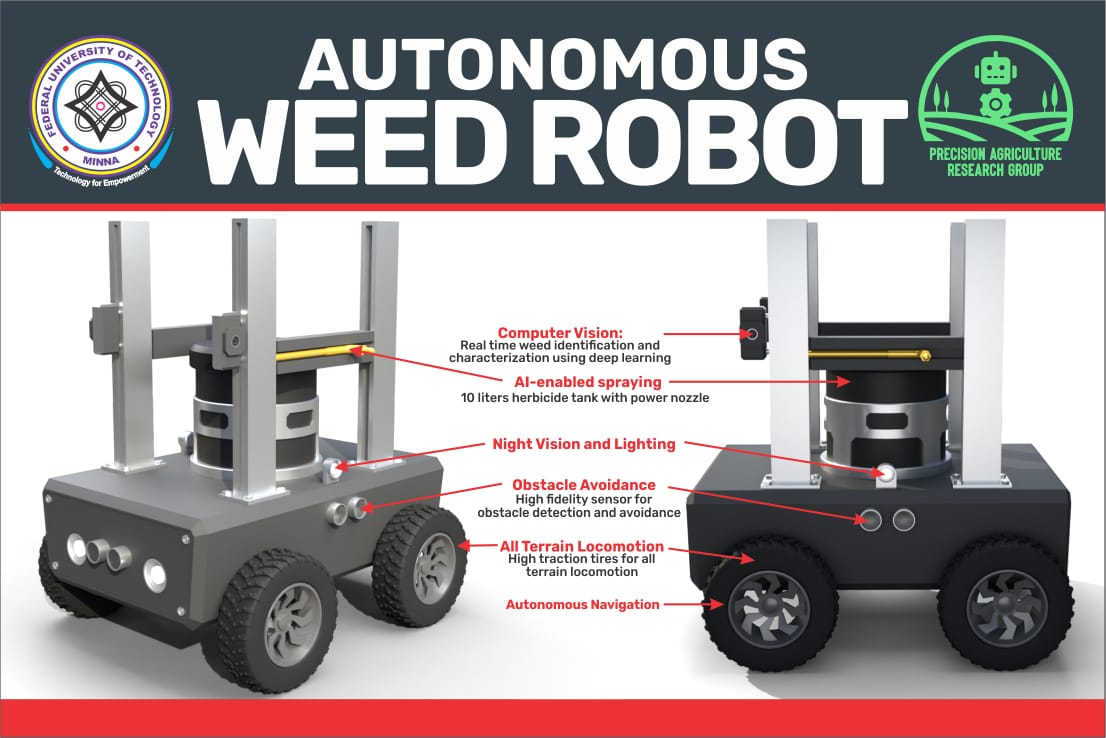 AUTONOMOUS
WEED ROBOT
FEDERAL UNIVERSITY OF TECHNOLOGY
MINNA
Technology for Empowerment
PRECISION AGRICULTURE
RESEARCH GROUP
Computer Vision:
Real time weed identification and
characterization using deep learning
AI-enabled spraying
10 liters herbicide tank with power nozzle
Night Vision and Lighting
Obstacle Avoidance
High fidelity sensor for
obstacle detection and avoidance
All Terrain Locomotion
High traction tires for all
terrain locomotion
Autonomous Navigation